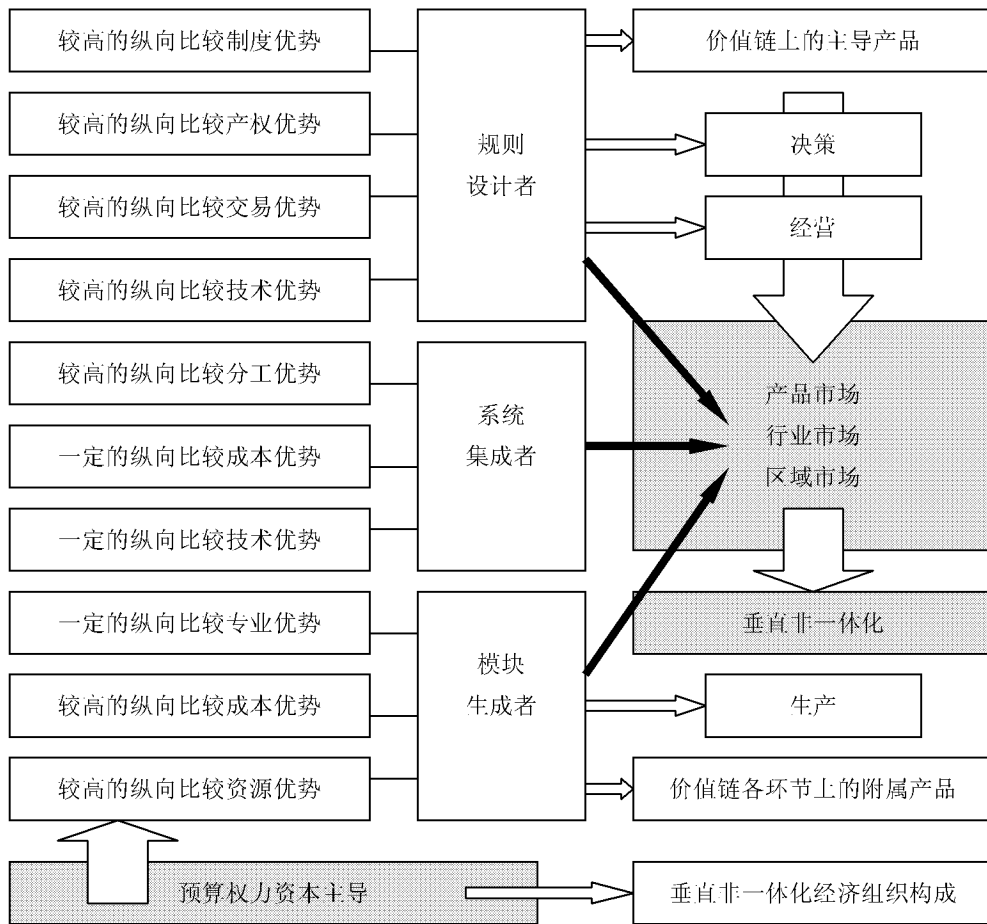 较高的纵向比较制度优势
较高的纵向比较产权优势
较高的纵向比较交易优势
较高的纵向比较技术优势
较高的纵向比较分工优势
一定的纵向比较成本优势
一定的纵向比较技术优势
一定的纵向比较专业优势
较高的纵向比较成本优势
较高的纵向比较资源优势
预算权力资本主导
规则
设计者
系统
集成者
模块
生成者
价值链上的主导产品
决策
经营
产品市场
行业市场
区域市场
垂直非一体化
生产
价值链各环节上的附属产品
垂直非一体化经济组织构成